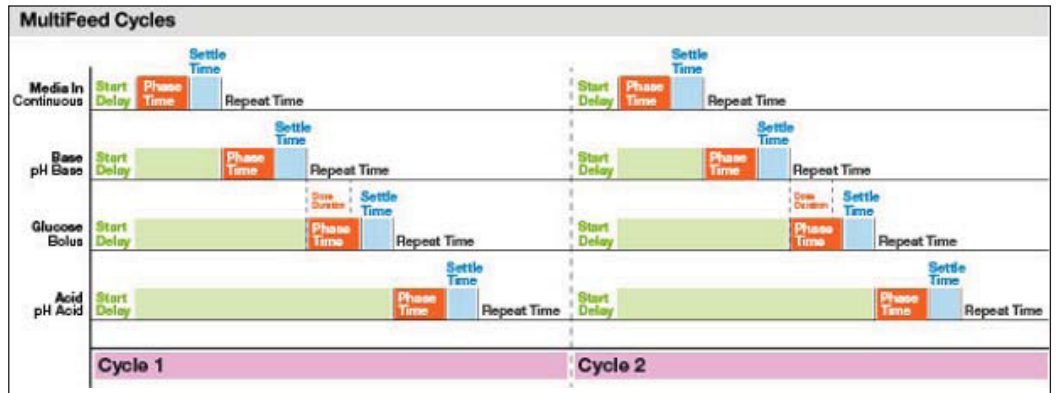 MultiFeed Cycles
Settle
Time
Settle
Time
Media In
Continuous
Start
Delay
Phase
Time
Repeat Time
Start
Delay
Phase
Time
Repeat Time
Settle
Time
Settle
Time
Base
pH Base
Start
Delay
Phase
Time
Repeat Time
Start
Delay
Phase
Time
Repeat Time
Dose
Duration
Settle
Time
Dose
Duration
Settle
Time
Glucose
Bolus
Start
Delay
Phase
Time
Repeat Time
Start
Delay
Phase
Time
Repeat Time
Settle
Time
Settle
Time
Acid
pH Acid
Start
Delay
Phase
Time
Repeat Time
Start
Delay
Phase
Time
Repeat Time
Cycle 1
Cycle 2